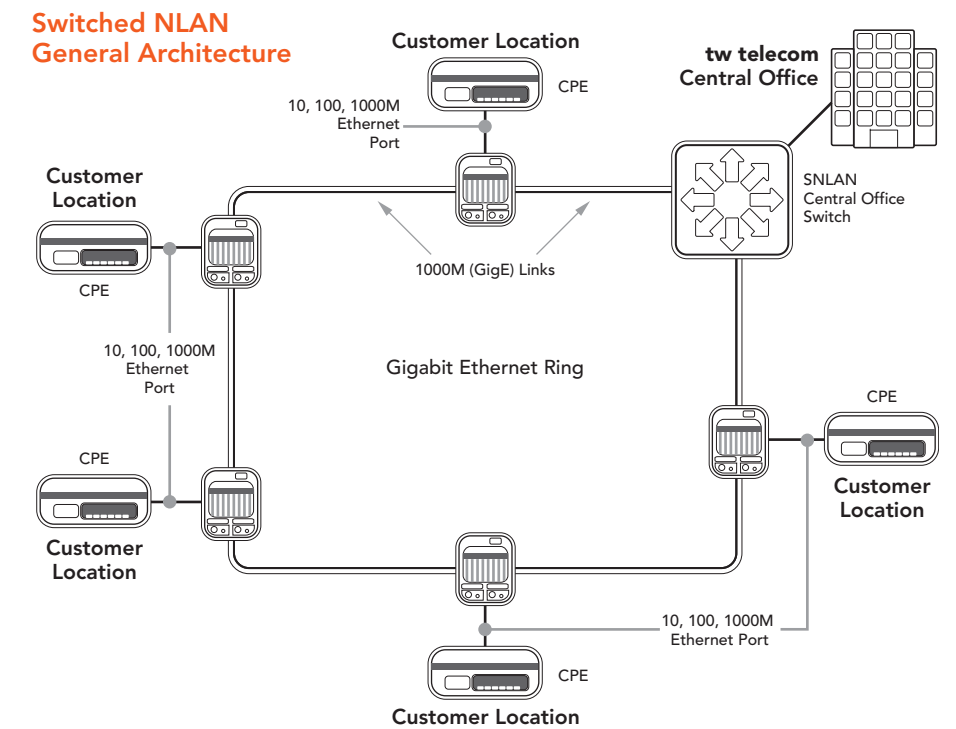 Switched NLAN
General Architecture
Customer Location
CPE
10, 100, 1000M
Ethernet
Port
tw telecom
Central Office
SNLAN
Central Office
Switch
Customer
Location
CPE
1000M (GigE) Links
10, 100, 1000M
Ethernet
Port
Gigabit Ethernet Ring
CPE
Customer
Location
CPE
Customer
Location
10, 100, 1000M
Ethernet Port
CPE
Customer Location